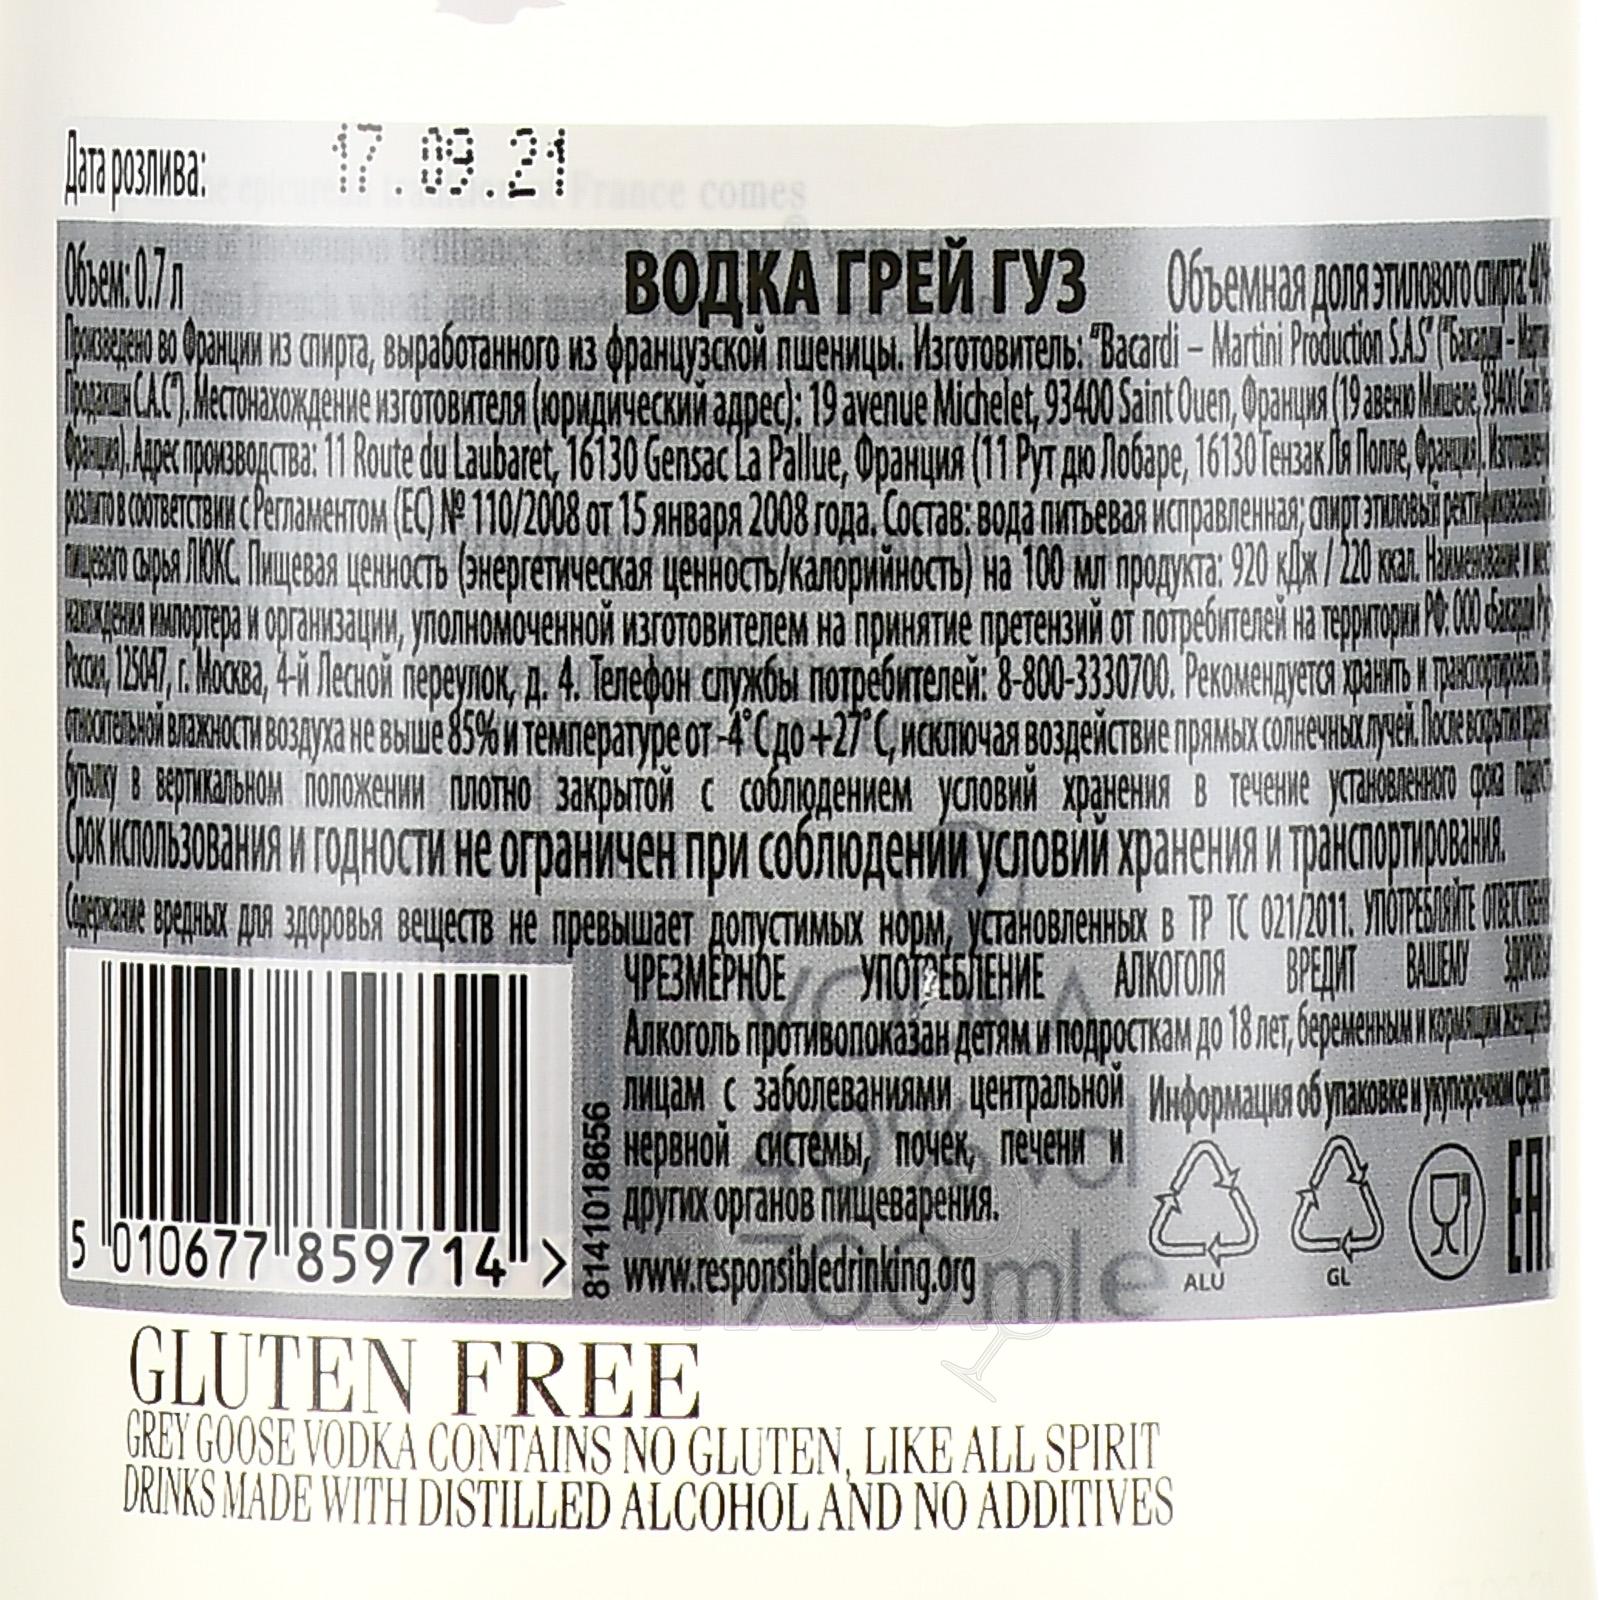 Дата розлива: 17.09.21
Объем: 0.7 л ВОДКА ГРЕЙ ГУЗ Объемная доля этилового спирта: 40%
Произведено во Франции из спирта, выработанного из французской пшеницы. Изготовитель: "Bacardi – Martini Production S.A.S" ("Бакарди – 
Продакшн С.А.С"). Местонахождение изготовителя (юридический адрес): 19 avenue Michelet, 93400 Saint Ouen, Франция (19 авеню Мишеле, 93400
Франция). Адрес производства: 11 Route du Laubaret, 16130 Gensac La Pallue, Франция (11 Рут дю Лобаре, 16130 Гензак Ля Полле, Франция).
розлито в соответствии с Регламентом (ЕС) № 110/2008 от 15 января 2008 года. Состав: вода питьевая исправленная; спирт этиловый ректификованный
пищевого сырья ЛЮКС. Пищевая ценность (энергетическая ценность/калорийность) на 100 мл продукта: 920 кДж / 220 ккал. Наименование и
нахождения импортера и организации, уполномоченной изготовителем на принятие претензий от потребителей на территории РФ: ООО «Бакарди
Россия, 125047, г. Москва, 4-й Лесной переулок, д. 4. Телефон службы потребителей: 8-800-3330700. Рекомендуется хранить и транспортировать
относительной влажности воздуха не выше 85% и температуре от -4°С до +27°С, исключая воздействие прямых солнечных лучей. После вскрытия
бутылку в вертикальном положении плотно закрытой с соблюдением условий хранения в течение установленного срока
Срок использования и годности не ограничен при соблюдении условий хранения и транспортирования.
Содержание вредных для здоровья веществ не превышает допустимых норм, установленных в ТР ТС 021/2011. УПОТРЕБЛЯЙТЕ
ЧРЕЗМЕРНОЕ УПОТРЕБЛЕНИЕ АЛКОГОЛЯ ВРЕДИТ ВАШЕМУ
Алкоголь противопоказан детям и подросткам до 18 лет, беременным и кормящим
лицам с заболеваниями центральной
нервной системы, почек, печени и
других органов пищеварения.
www.responsibledrinking.org
Информация об упаковке и укупорочном
ALU GL EAC
5 010677 859714 >
8141018656
GLUTEN FREE
GREY GOOSE VODKA CONTAINS NO GLUTEN, LIKE ALL SPIRIT
DRINKS MADE WITH DISTILLED ALCOHOL AND NO ADDITIVES